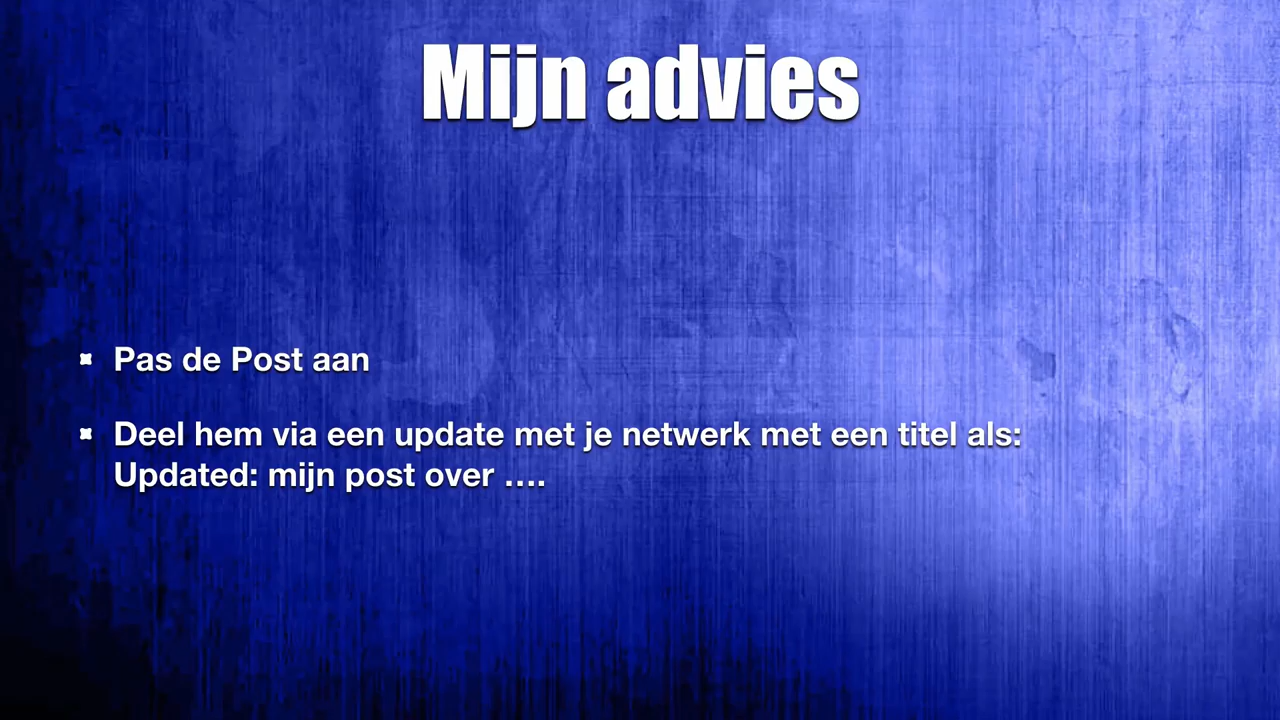 Mijn advies
Pas de Post aan
Deel hem via een update met je netwerk met een titel als:
Updated: mijn post over ….